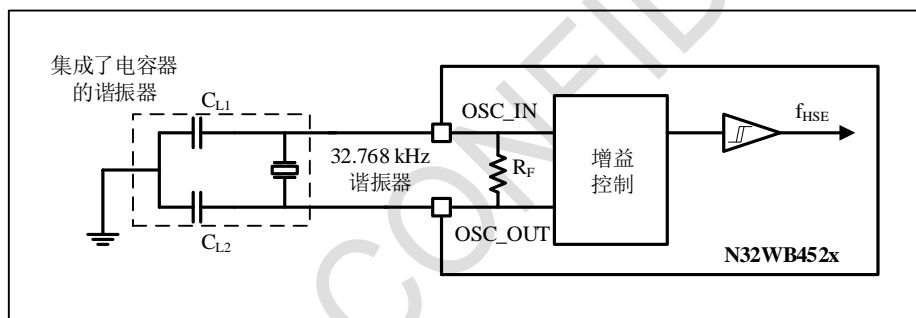 集成了电容器
的谐振器
C_L1
OSC_IN
f_HSE
32.768 kHz
谐振器
R_F
增益
控制
C_L2
OSC_OUT
N32WB452x
CONFID